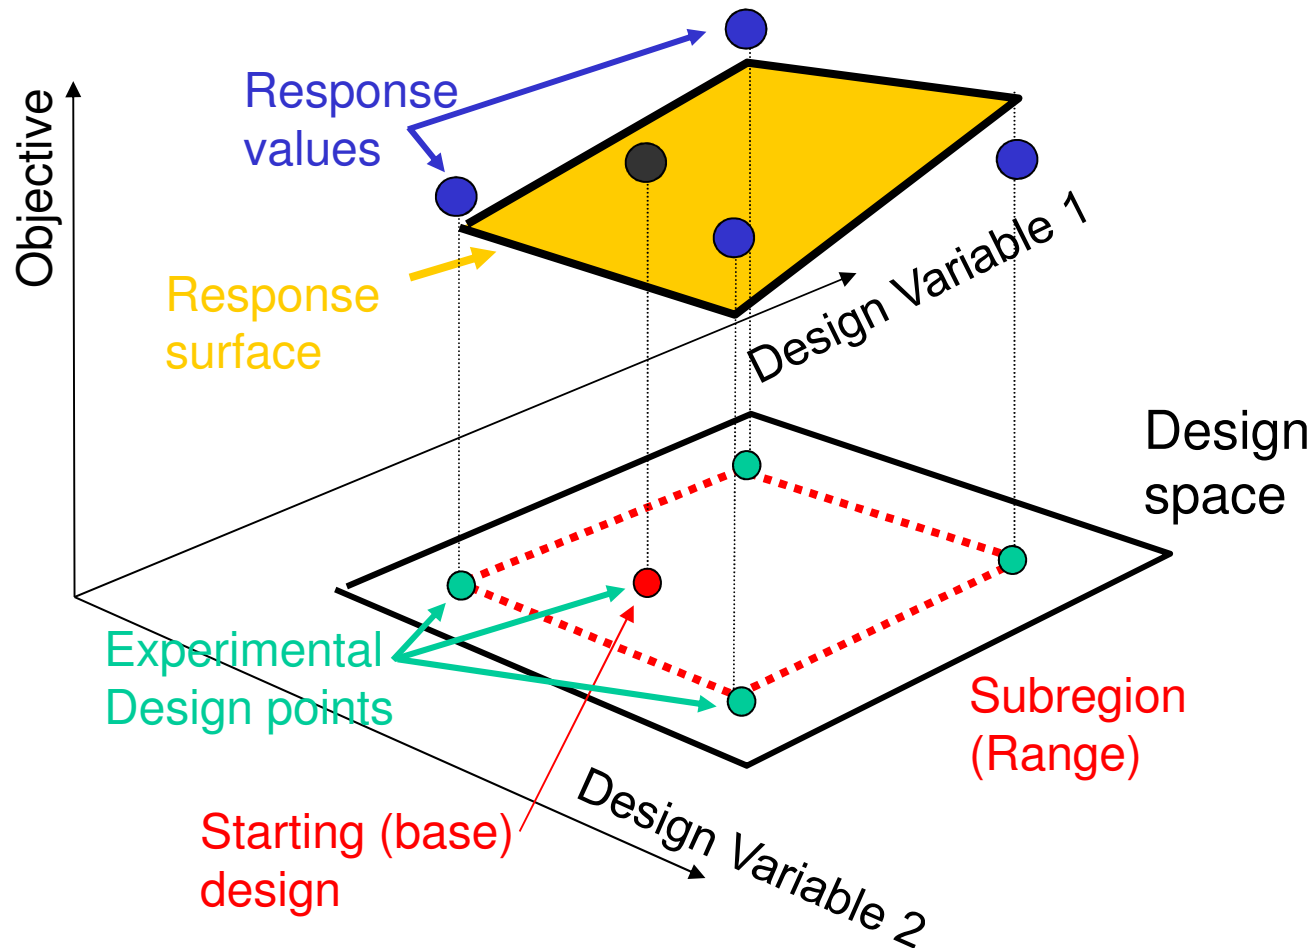 Response
values
Objective
Design Variable 1
Response
surface
Design
space
Experimental
Design points
Subregion
(Range)
Starting (base)
design
Design Variable 2